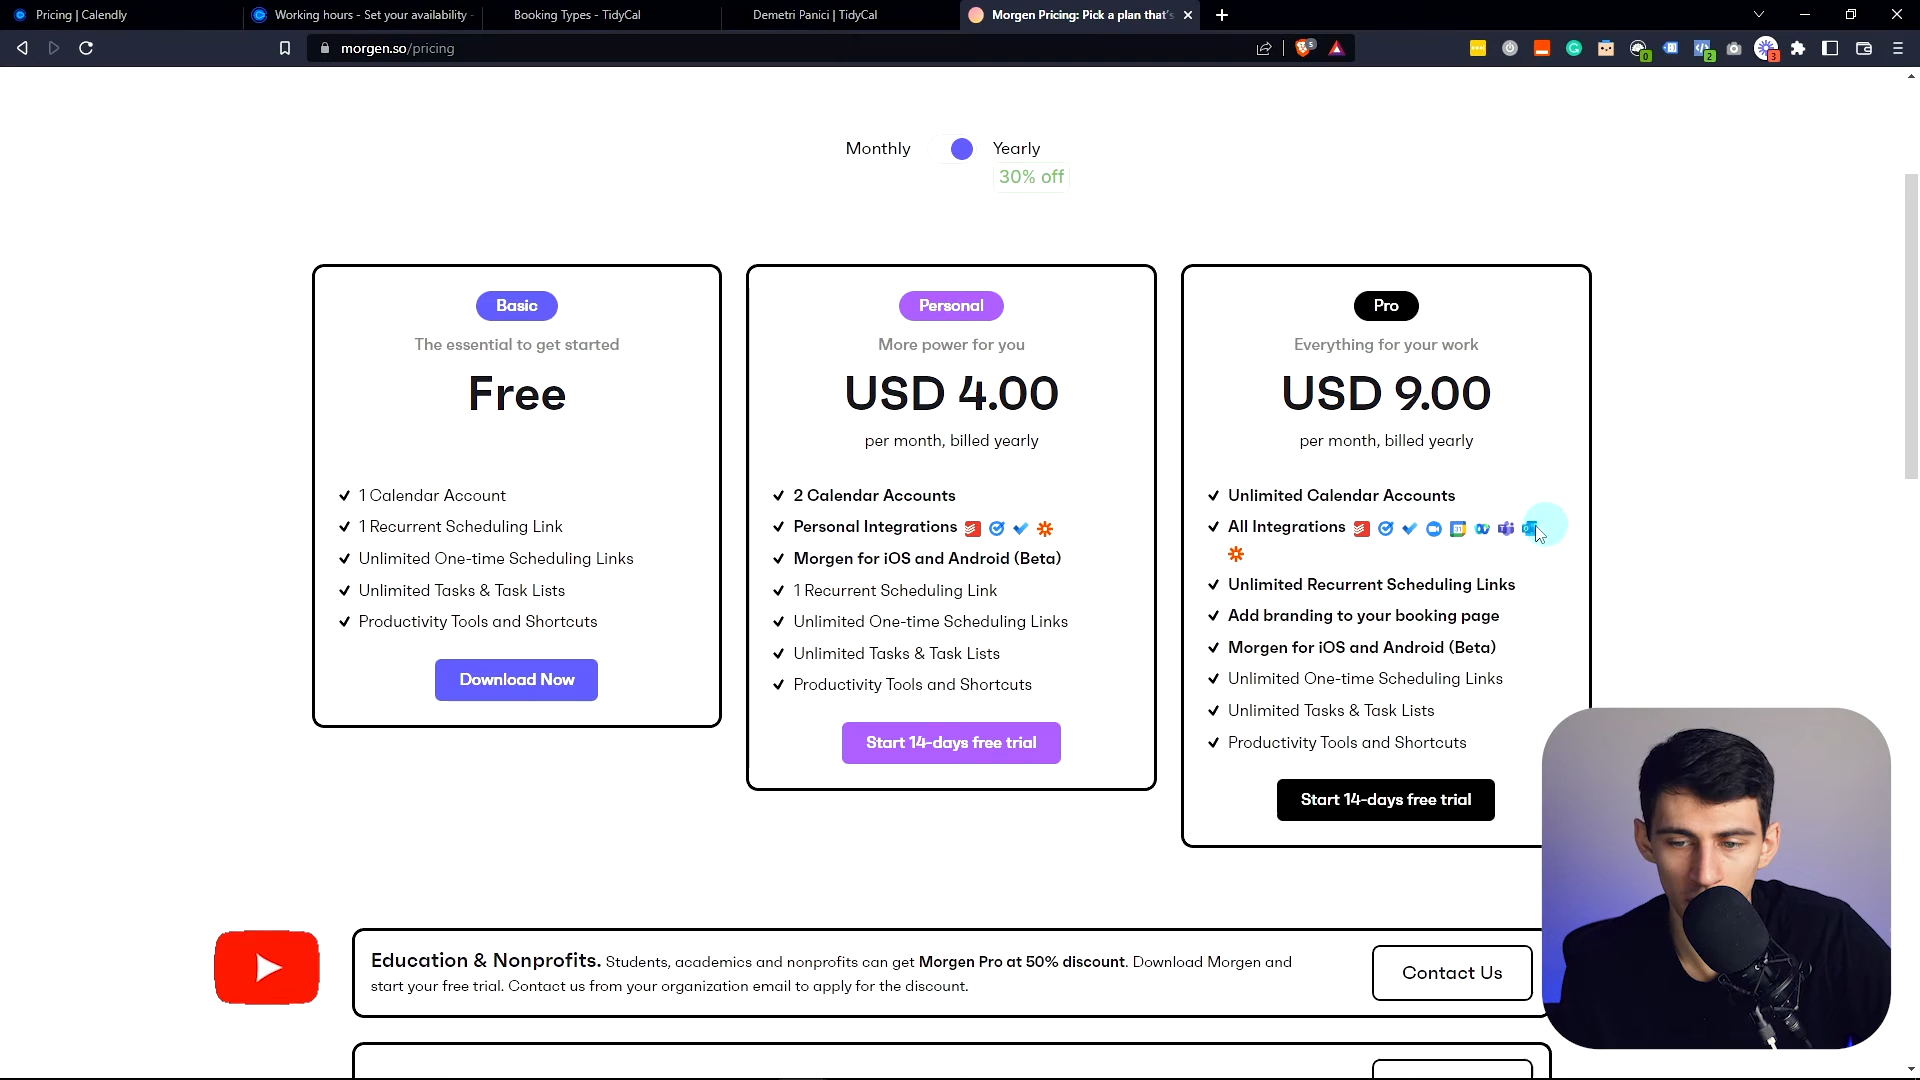 Pricing | Calendly
Working hours - Set your availability
Booking Types - TidyCal
Demetri Panici | TidyCal
Morgen Pricing: Pick a plan that's
morgen.so/pricing
5
0
2
3
Monthly
Yearly
30% off
Basic
The essential to get started
Free
1 Calendar Account
1 Recurrent Scheduling Link
Unlimited One-time Scheduling Links
Unlimited Tasks & Task Lists
Productivity Tools and Shortcuts
Download Now
Personal
More power for you
USD 4.00
per month, billed yearly
2 Calendar Accounts
Personal Integrations
Morgen for iOS and Android (Beta)
1 Recurrent Scheduling Link
Unlimited One-time Scheduling Links
Unlimited Tasks & Task Lists
Productivity Tools and Shortcuts
Start 14-days free trial
Pro
Everything for your work
USD 9.00
per month, billed yearly
Unlimited Calendar Accounts
All Integrations
Unlimited Recurrent Scheduling Links
Add branding to your booking page
Morgen for iOS and Android (Beta)
Unlimited One-time Scheduling Links
Unlimited Tasks & Task Lists
Productivity Tools and Shortcuts
Start 14-days free trial
Education & Nonprofits. Students, academics and nonprofits can get Morgen Pro at 50% discount. Download Morgen and
start your free trial. Contact us from your organization email to apply for the discount.
Contact Us